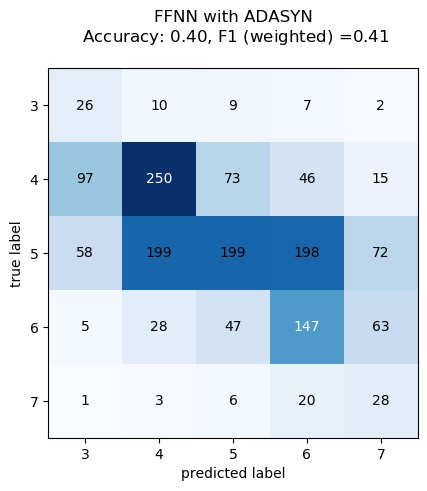 FFNN with ADASYN
Accuracy: 0.40, F1 (weighted) =0.41
3 26 10 9 7 2
4 97 250 73 46 15
5 58 199 199 198 72
6 5 28 47 147 63
7 1 3 6 20 28
3 4 5 6 7
predicted label
true label